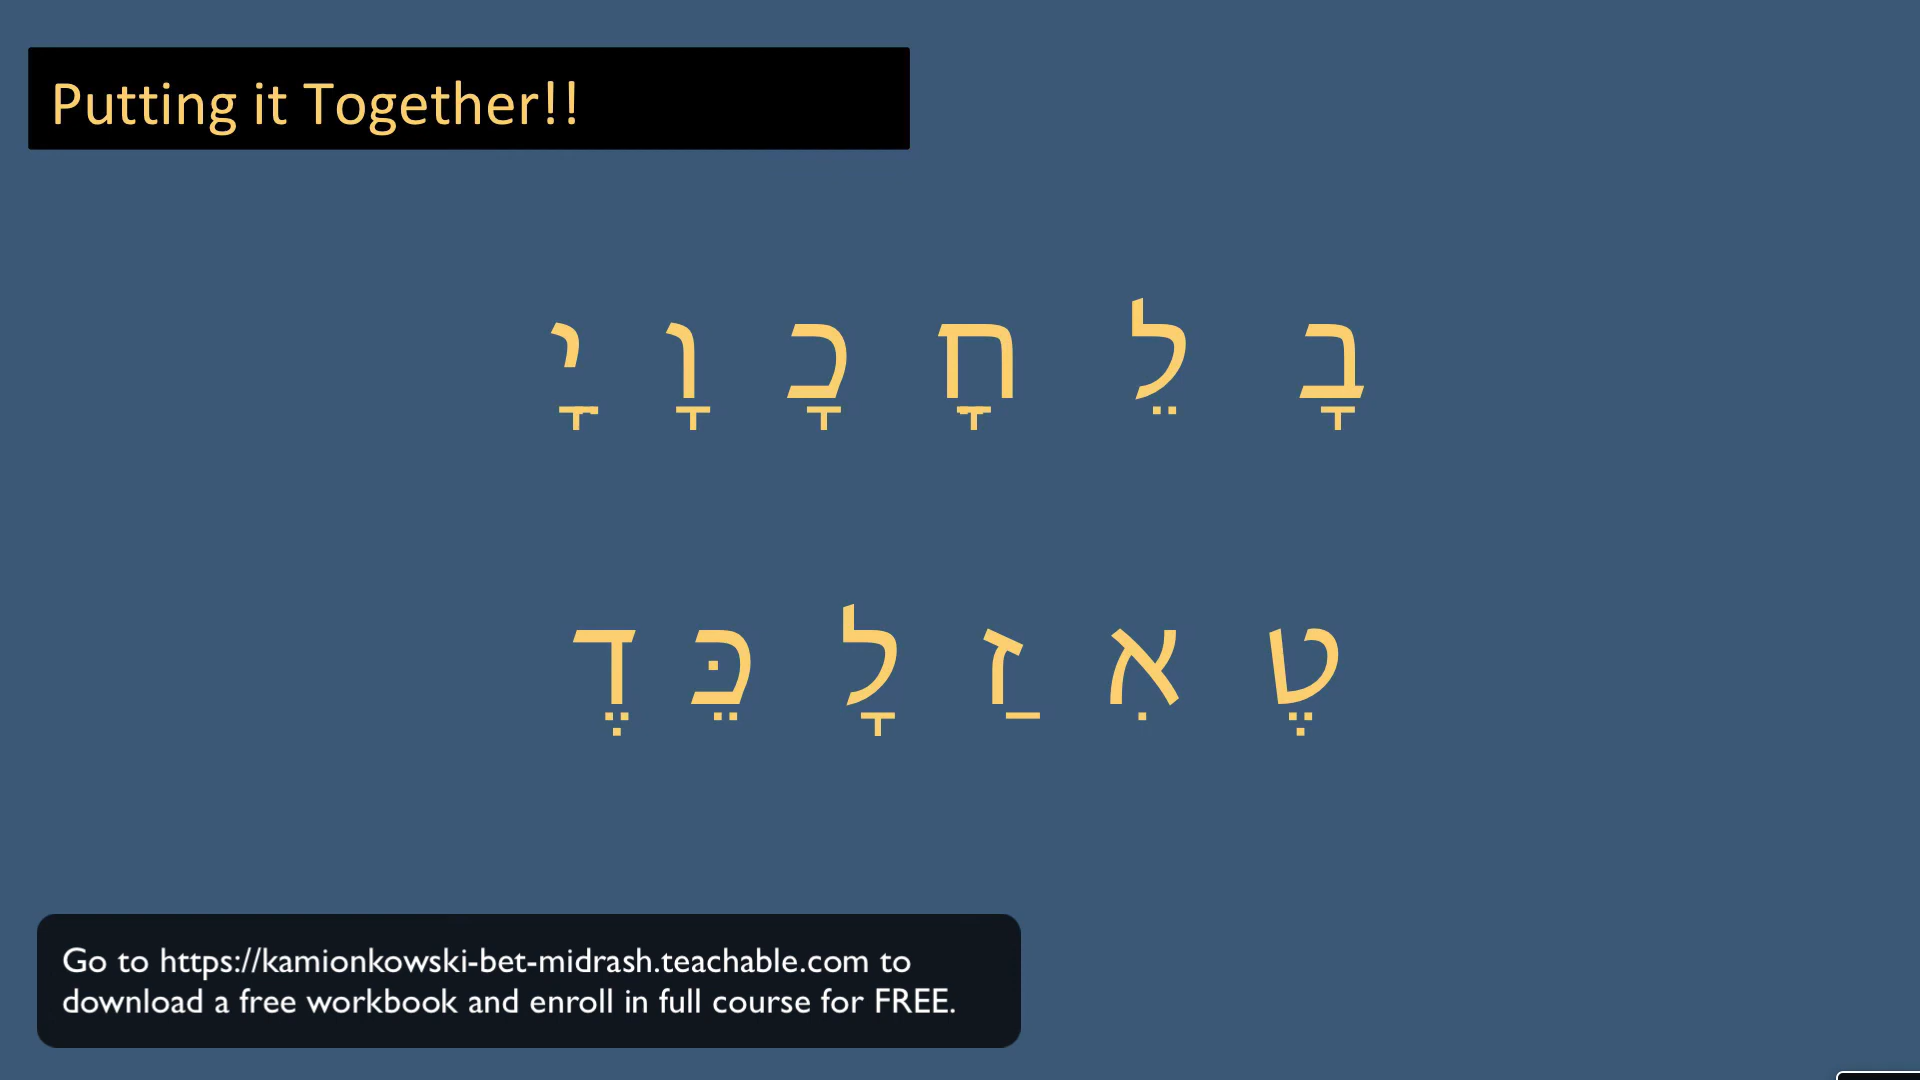 Putting it Together!!
בָ לֵ חָ כָ וָ יָ
טֶ אִ זַ לָ כֵּ דֶ
Go to https://kamionkowski-bet-midrash.teachable.com to
download a free workbook and enroll in full course for FREE.